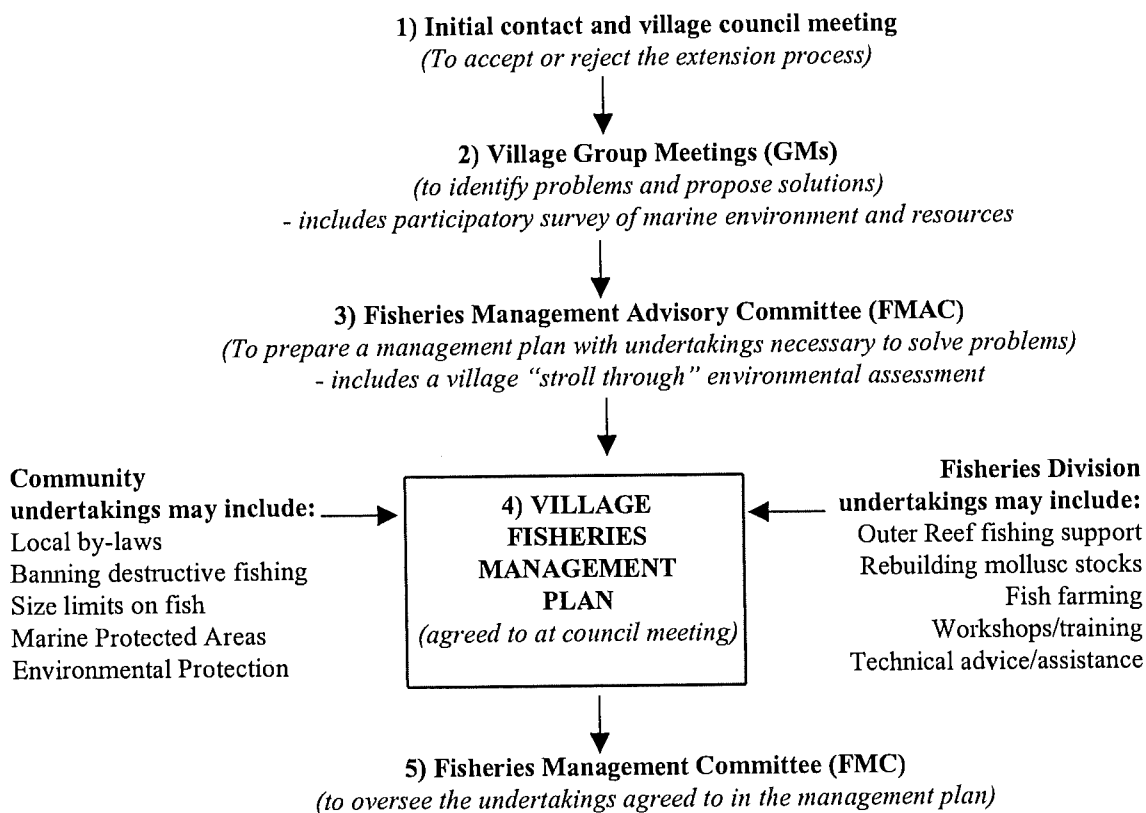 1) Initial contact and village council meeting
(To accept or reject the extension process)
2) Village Group Meetings (GMs)
(to identify problems and propose solutions)
- includes participatory survey of marine environment and resources
3) Fisheries Management Advisory Committee (FMAC)
(To prepare a management plan with undertakings necessary to solve problems)
- includes a village “stroll through” environmental assessment
Community
undertakings may include:
Local by-laws
Banning destructive fishing
Size limits on fish
Marine Protected Areas
Environmental Protection
4) VILLAGE
FISHERIES
MANAGEMENT
PLAN
(agreed to at council meeting)
Fisheries Division
undertakings may include:
Outer Reef fishing support
Rebuilding mollusc stocks
Fish farming
Workshops/training
Technical advice/assistance
5) Fisheries Management Committee (FMC)
(to oversee the undertakings agreed to in the management plan)